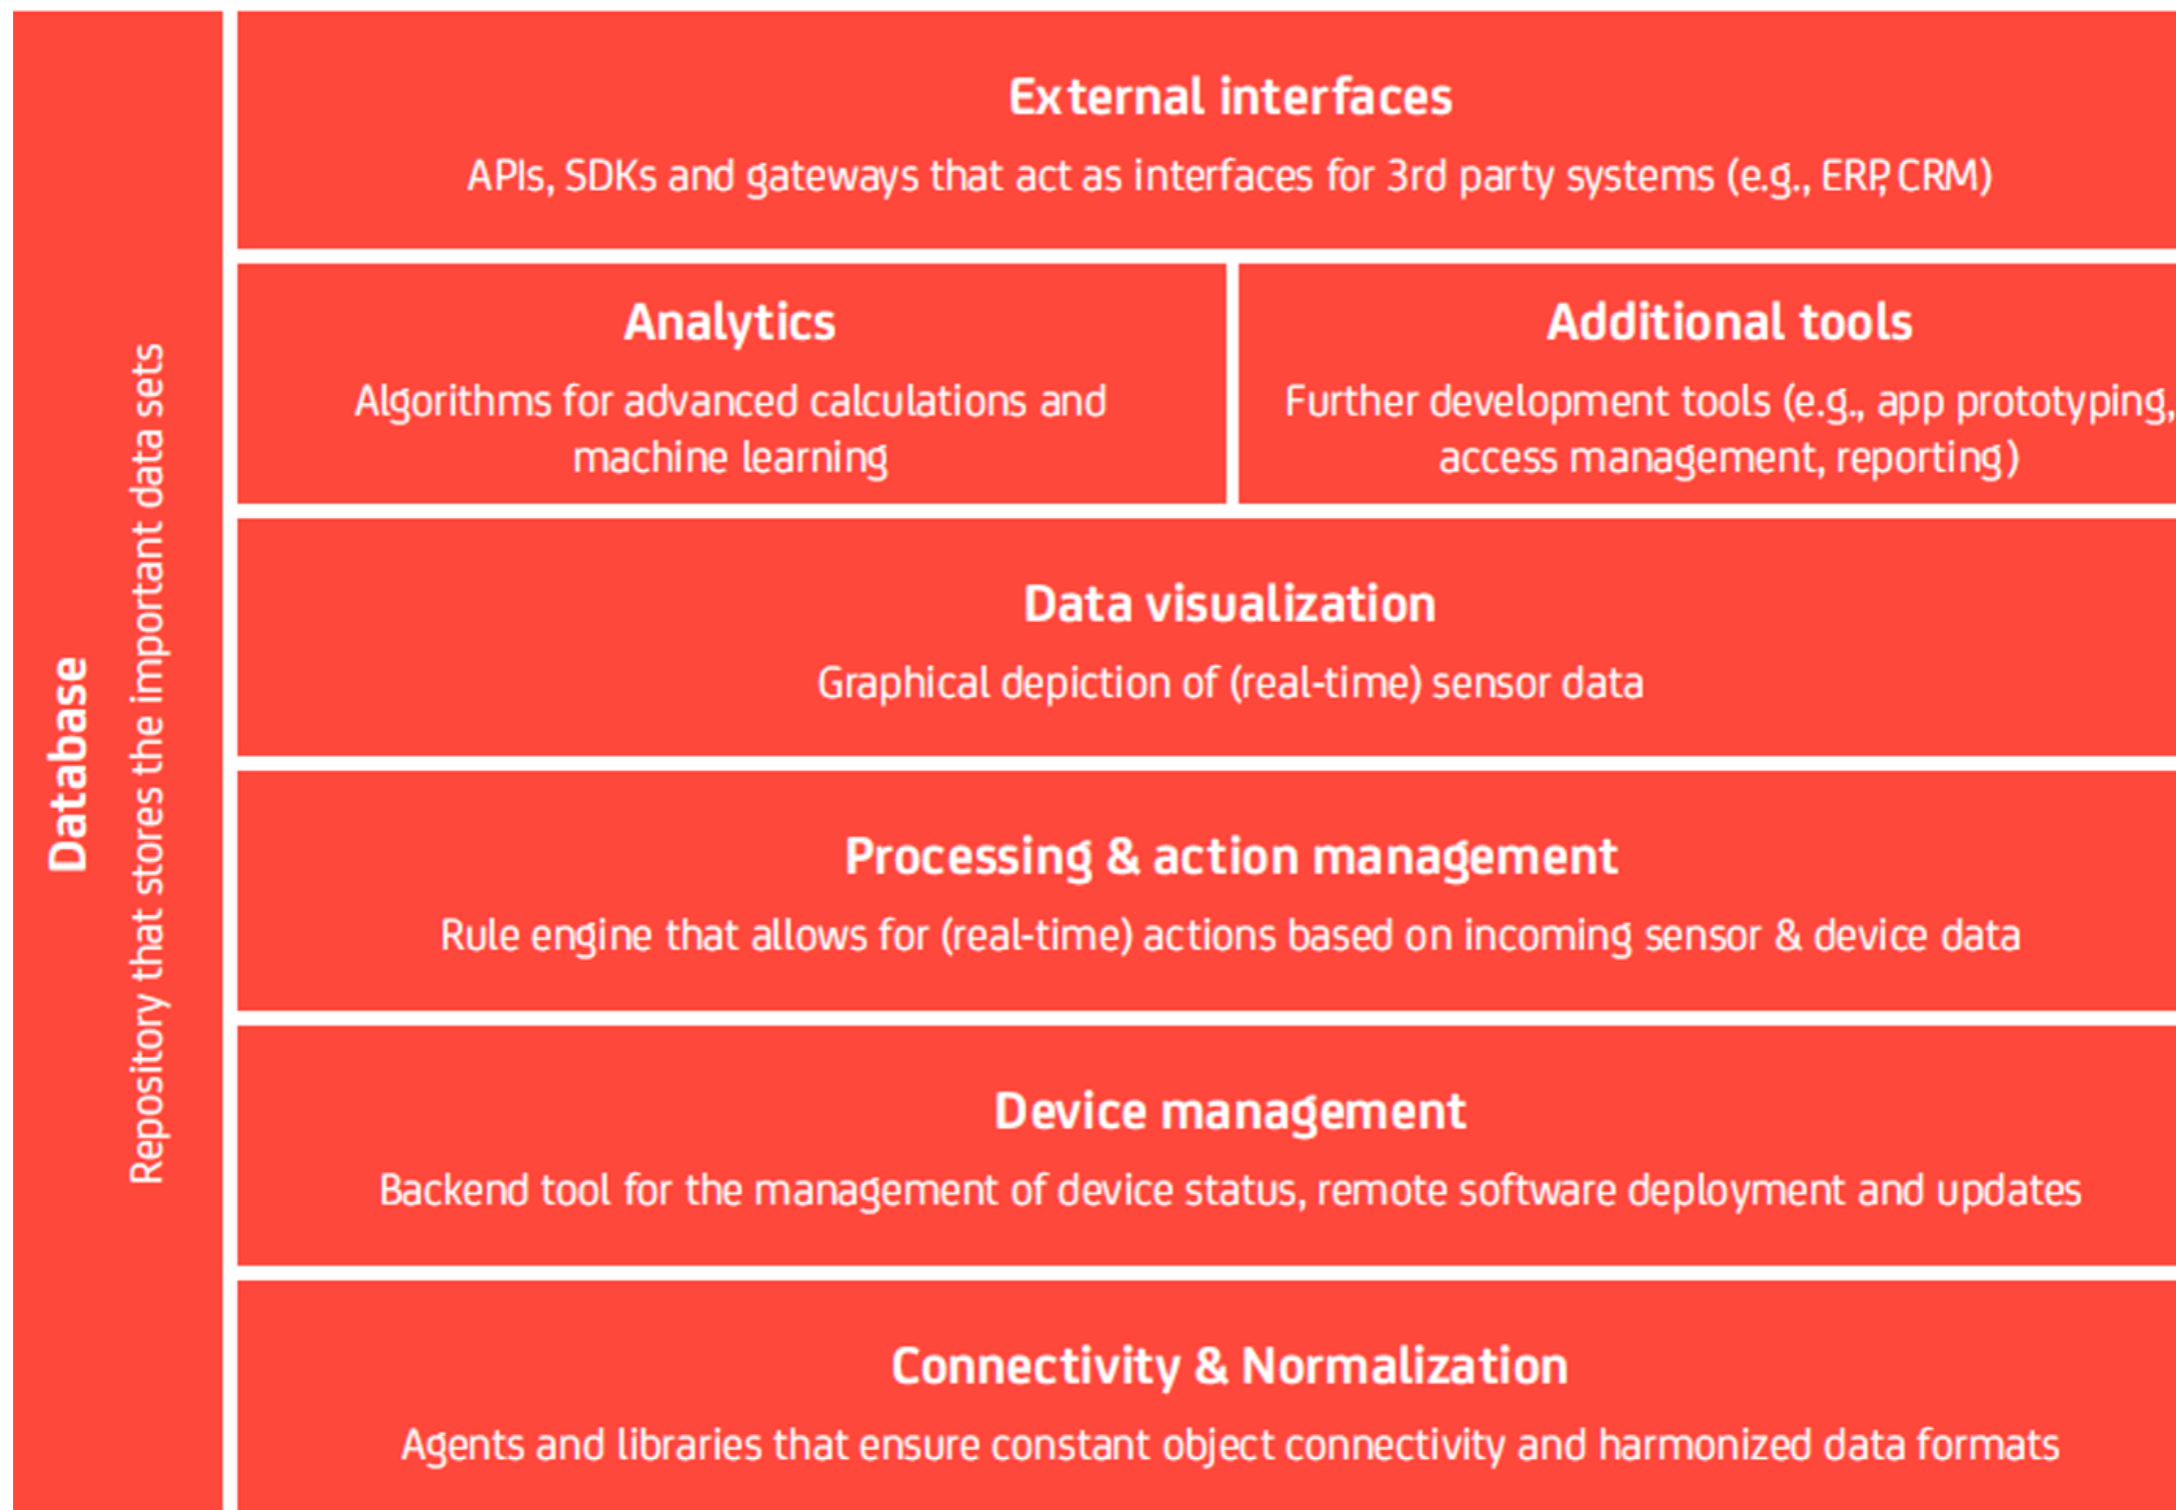 Database
Repository that stores the important data sets
External interfaces
APIs, SDKs and gateways that act as interfaces for 3rd party systems (e.g., ERP, CRM)
Analytics
Algorithms for advanced calculations and
machine learning
Additional tools
Further development tools (e.g., app prototyping,
access management, reporting)
Data visualization
Graphical depiction of (real-time) sensor data
Processing & action management
Rule engine that allows for (real-time) actions based on incoming sensor & device data
Device management
Backend tool for the management of device status, remote software deployment and updates
Connectivity & Normalization
Agents and libraries that ensure constant object connectivity and harmonized data formats